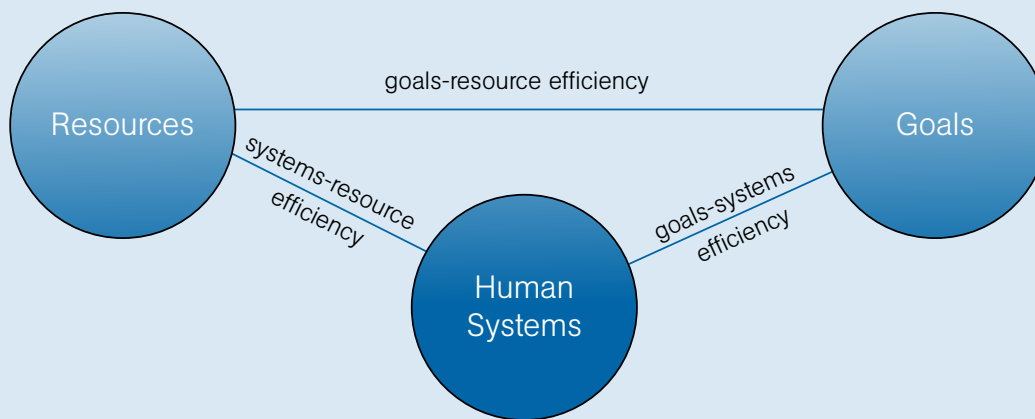 goals-resource efficiency
Resources
Goals
systems-resource
efficiency
goals-systems
efficiency
Human
Systems